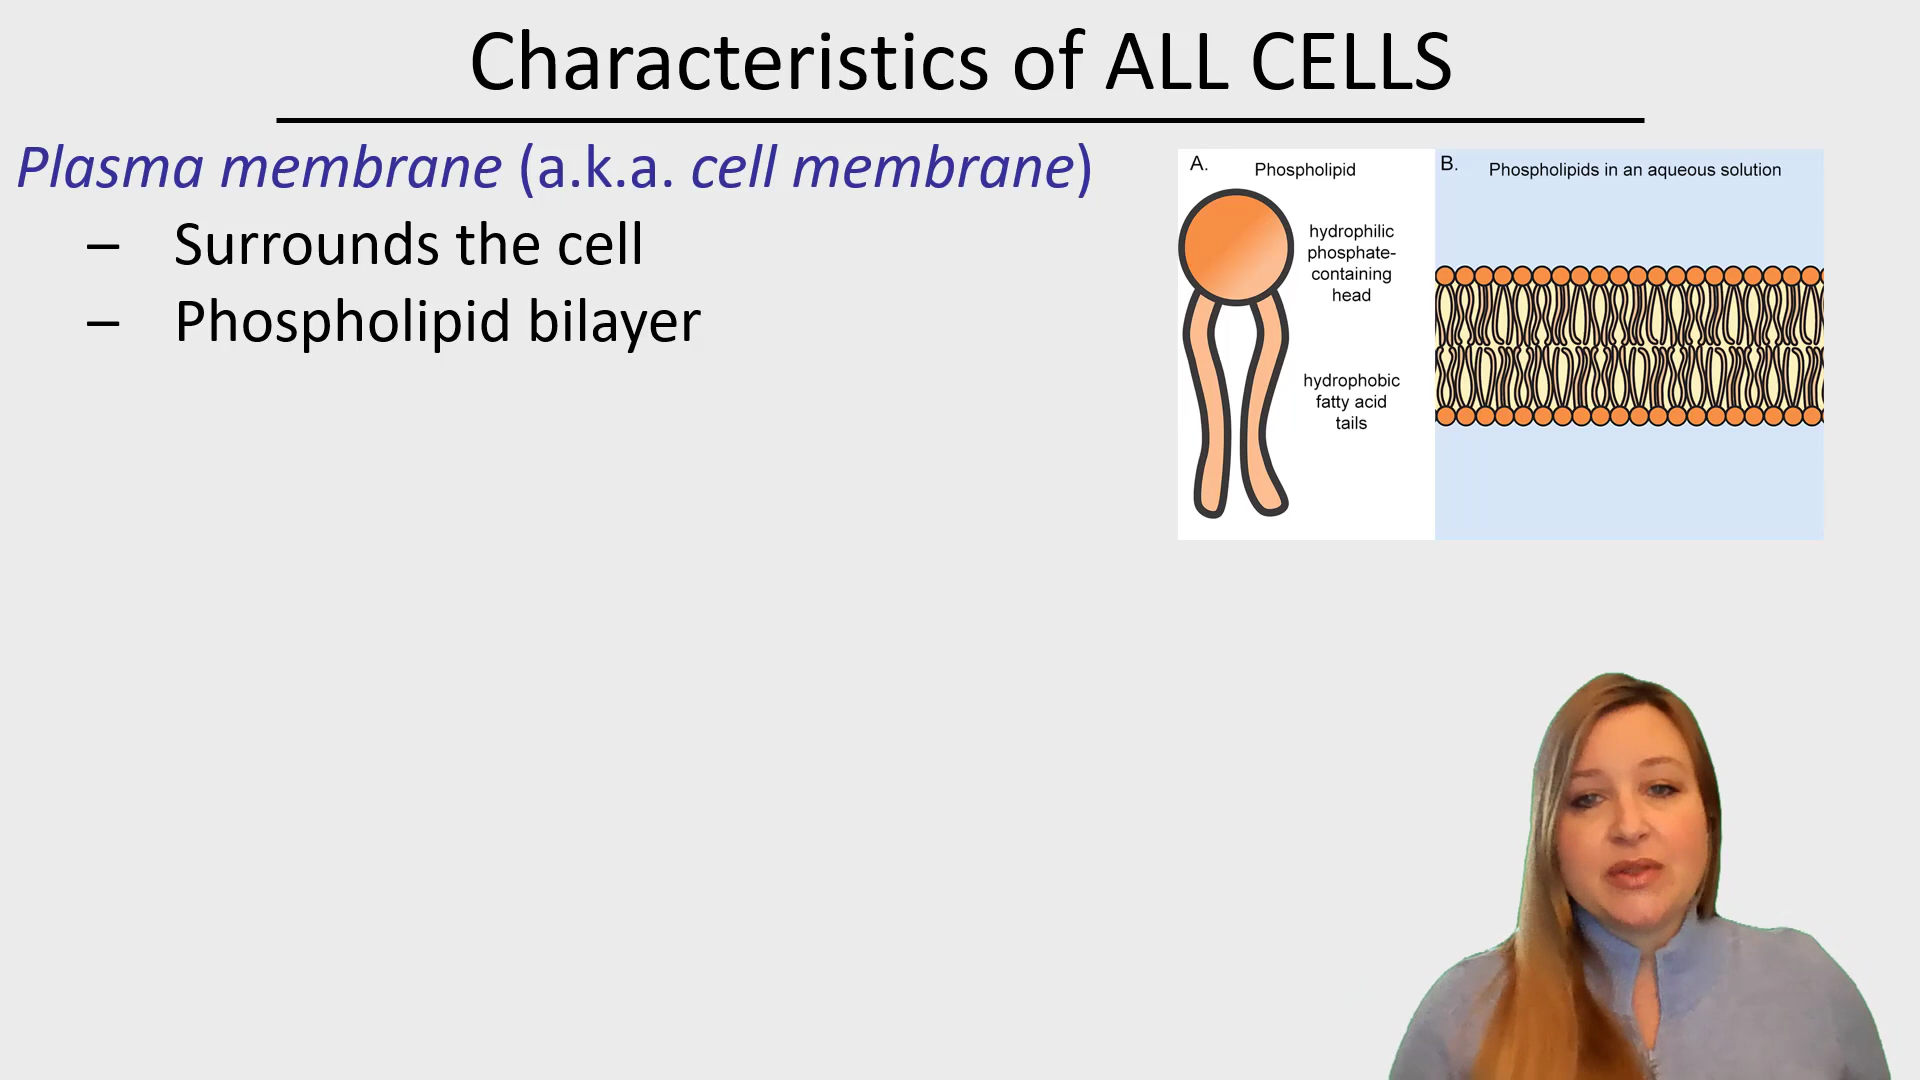 Characteristics of ALL CELLS
Plasma membrane (a.k.a. cell membrane)
– Surrounds the cell
– Phospholipid bilayer
A. Phospholipid
hydrophilic
phosphate-
containing
head
hydrophobic
fatty acid
tails
B. Phospholipids in an aqueous solution